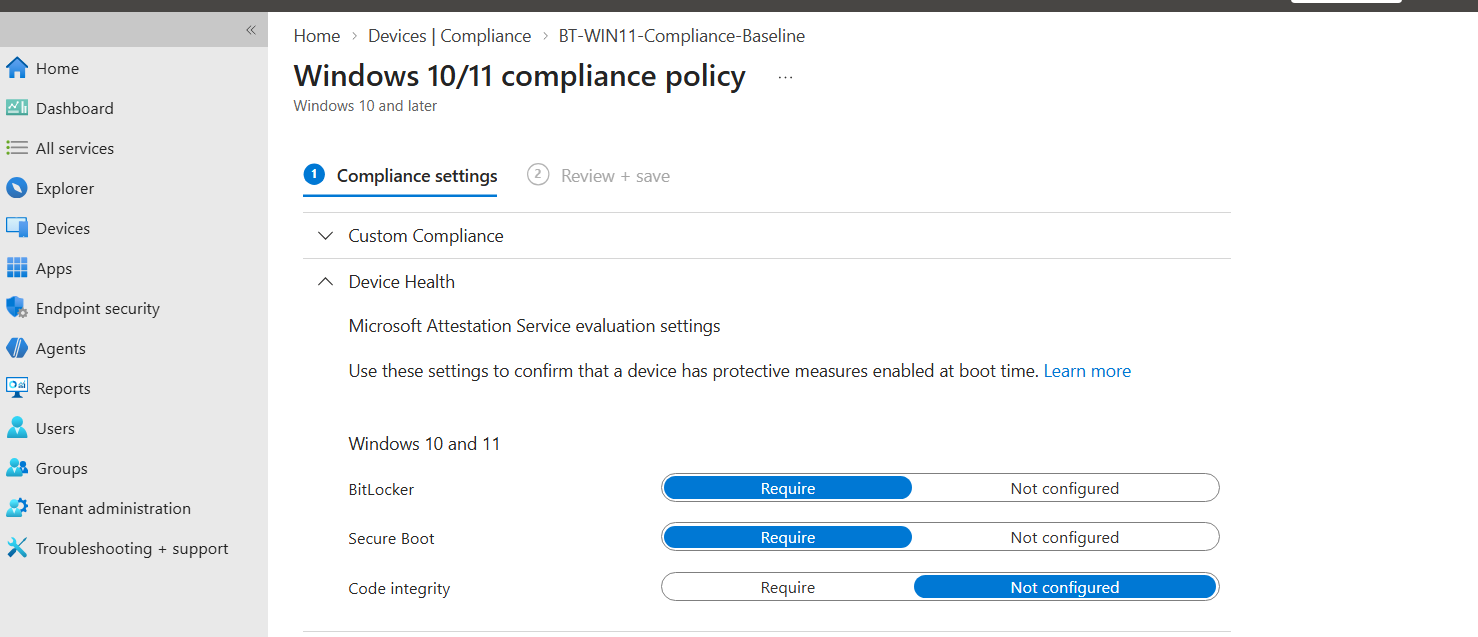 Home > Devices | Compliance > BT-WIN11-Compliance-Baseline
Windows 10/11 compliance policy ...
Windows 10 and later
Home
Dashboard
All services
Explorer
Devices
Apps
Endpoint security
Agents
Reports
Users
Groups
Tenant administration
Troubleshooting + support
1 Compliance settings 2 Review + save
Custom Compliance
Device Health
Microsoft Attestation Service evaluation settings
Use these settings to confirm that a device has protective measures enabled at boot time. Learn more
Windows 10 and 11
BitLocker Require Not configured
Secure Boot Require Not configured
Code integrity Require Not configured